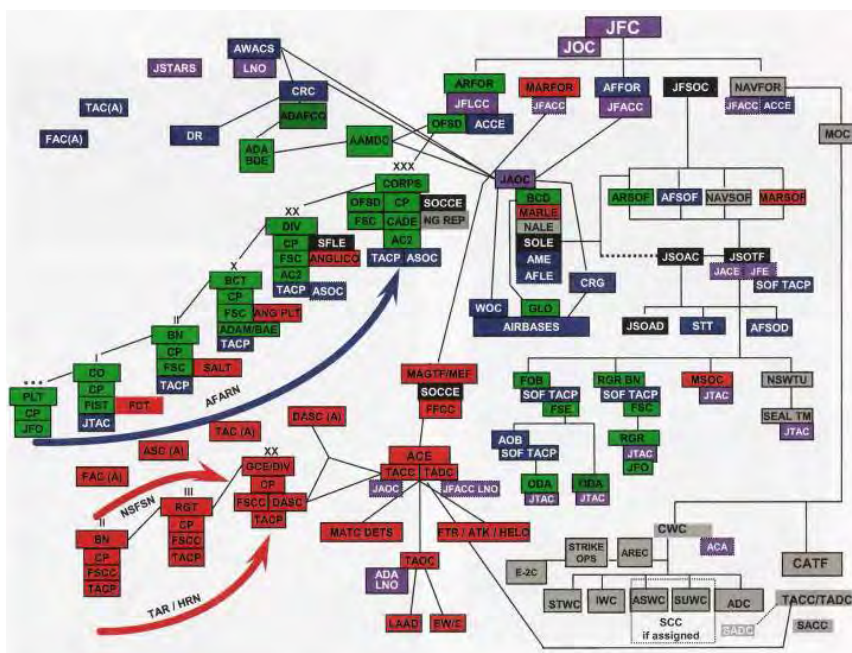 JFC
JOC
AWACS
LNO
JSTARS
CRC
ADAFCO
TAC(A)
FAC(A)
DR
ADA
BDE
AAMDC
ARFOR
JFLCC
OFSD ACCE
MARFOR
JFACC
AFFOR
JFACC
JFSOC
NAVFOR
JFACC ACCE
MOC
XXX
CORPS
OFSD CP SOCCE
FSC CADE NG REP
AC2
TACP ASOC
XX
DIV
CP SFLE
FSC ANGLICO
AC2
TACP ASOC
X
BCT
CP
FSC ANG PLT
ADAM/BAE
TACP
II
BN
CP
FSC SALT
TACP
I
CO
CP
FIST FCT
JTAC
•••
PLT
CP
JFO
AFARN
JAOC
BCD
MARLE
NALE
SOLE
AME
AFLE
WOC
GLO
CRG
AIRBASES
ARSOF AFSOF NAVSOF MARSOF
JSOAC
JSOTF
JACE JFE
SOF TACP
JSOAD STT AFSOD
FOB
SOF TACP
FSE
AOB
SOF TACP
ODA
JTAC
ODA
JTAC
RGR BN
SOF TACP
FSC
RGR
JTAC
JFO
MSOC
JTAC
NSWTU
SEAL TM
JTAC
MAGTF/MEF
SOCCE
FFCC
DASC (A)
TAC (A)
ASC (A)
FAC (A)
ACE
TACC TADC
JAOC JFACC LNO
XX
GCE/DIV
CP
FSCC DASC
TACP
III
RGT
CP
FSCC
TACP
II
BN
CP
FSCC
TACP
NSFSN
TAR / HRN
MATC DETS
FTR / ATK / HELO
TAOC
ADA
LNO
LAAD
EW/C
CWC
ACA
STRIKE
OPS
AREC
E-2C
STWC IWC ASWC SUWC ADC
SCC
if assigned
SADC
CATF
TACC/TADC
SACC